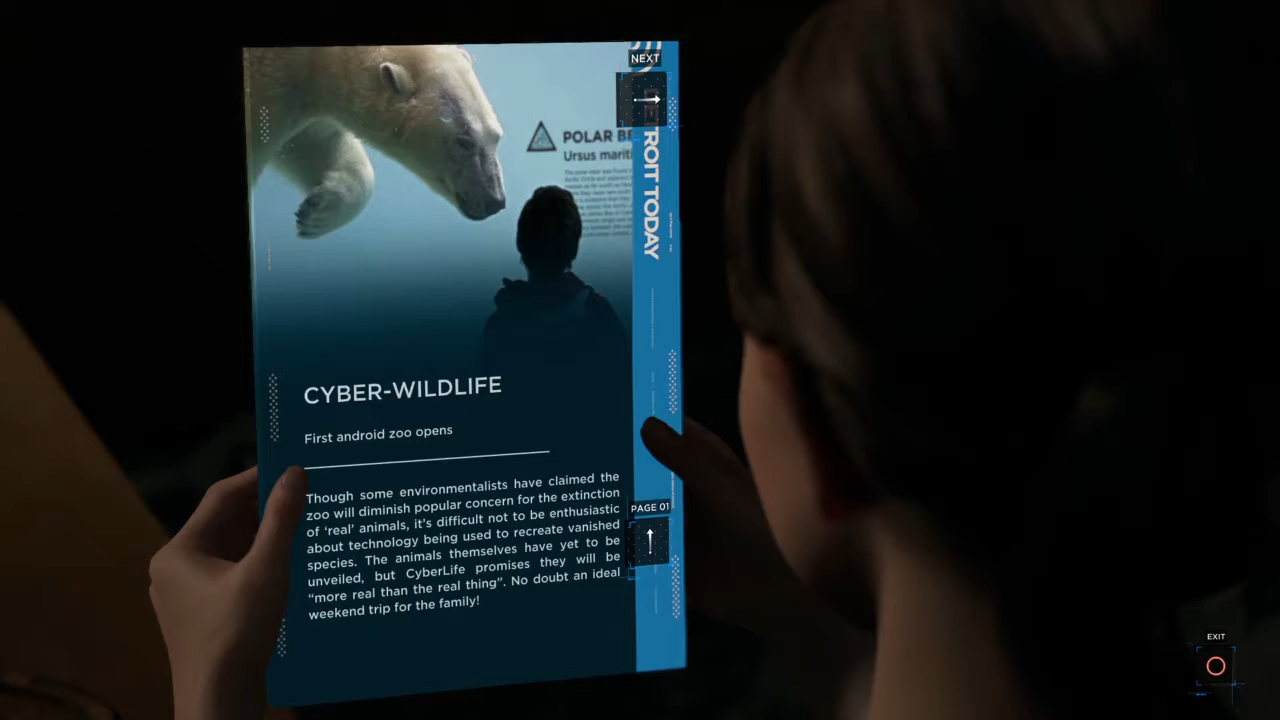 NEXT
DETROIT TODAY
POLAR BE
Ursus mariti
CYBER-WILDLIFE
First android zoo opens
Though some environmentalists have claimed the
zoo will diminish popular concern for the extinction
of ‘real’ animals, it’s difficult not to be enthusiastic
about technology being used to recreate vanished
species. The animals themselves have yet to be
unveiled, but CyberLife promises they will be
“more real than the real thing”. No doubt an ideal
weekend trip for the family!
PAGE 01
EXIT